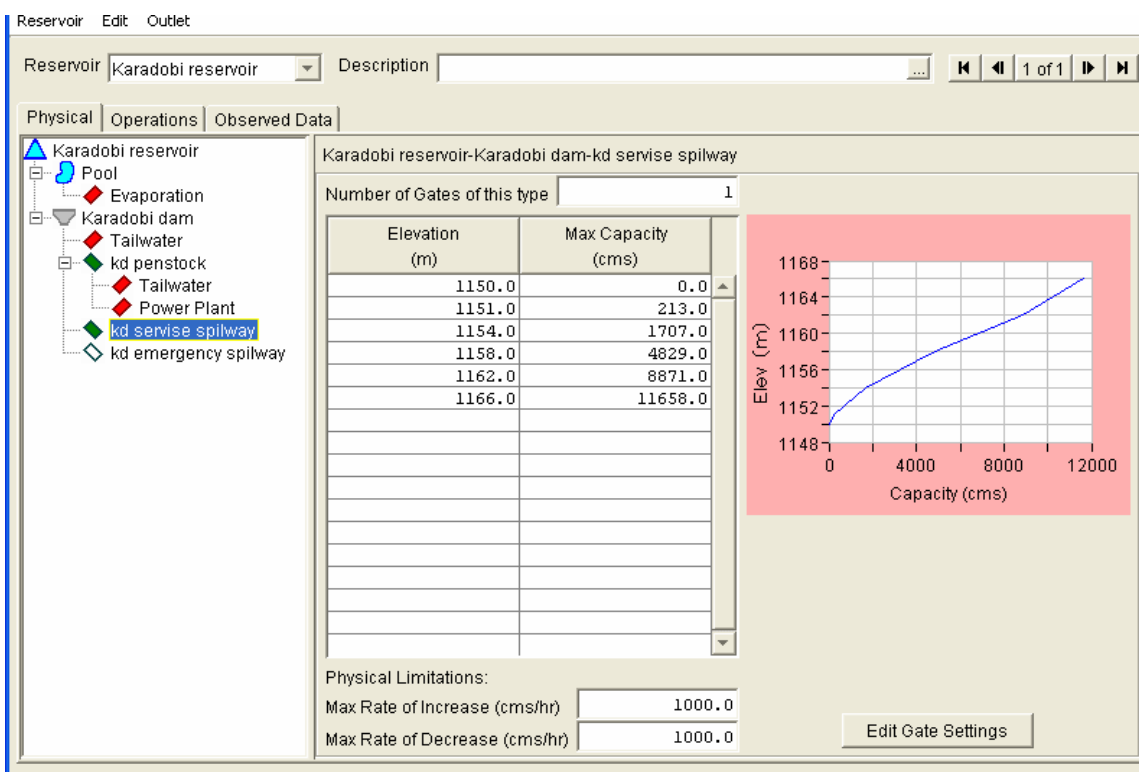 Reservoir Edit Outlet
Reservoir Karadobi reservoir Description ... 1 of 1
Physical Operations Observed Data
Karadobi reservoir
Pool
Evaporation
Karadobi dam
Tailwater
kd penstock
Tailwater
Power Plant
kd servise spilway
kd emergency spilway
Karadobi reservoir-Karadobi dam-kd servise spilway
Number of Gates of this type 1
Elevation Max Capacity
(m) (cms)
1150.0 0.0
1151.0 213.0
1154.0 1707.0
1158.0 4829.0
1162.0 8871.0
1166.0 11658.0
1168
1164
1160
1156
1152
1148
Elev (m)
0 4000 8000 12000
Capacity (cms)
Physical Limitations:
Max Rate of Increase (cms/hr) 1000.0
Max Rate of Decrease (cms/hr) 1000.0
Edit Gate Settings